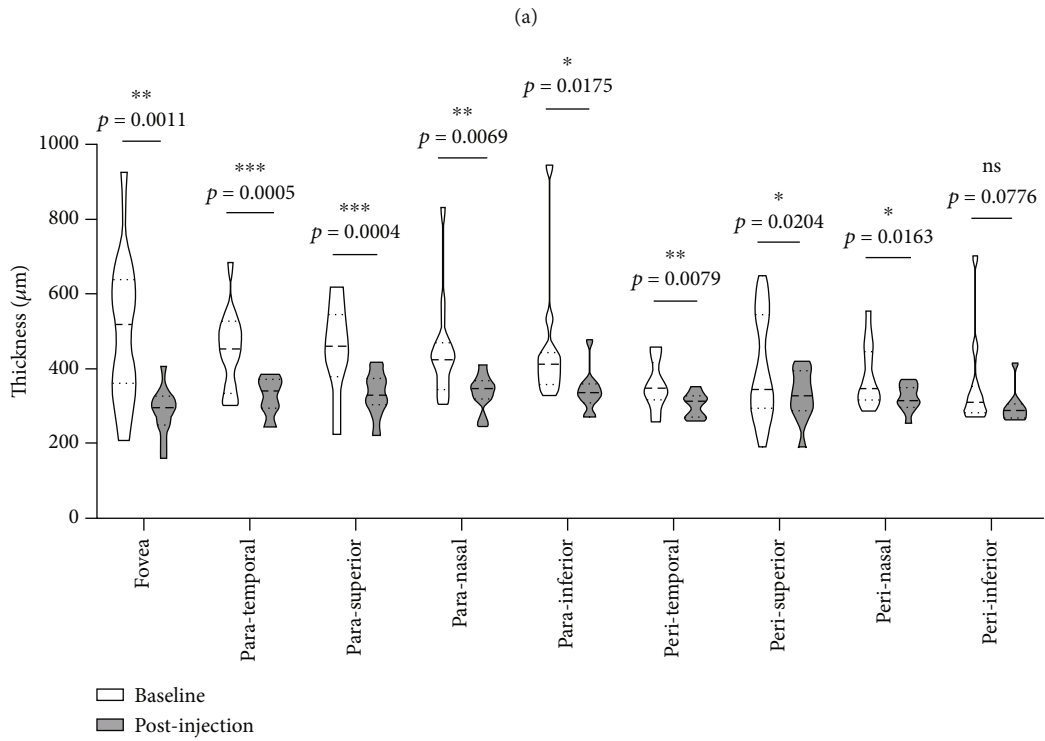 (a)
**
p = 0.0011
***
p = 0.0005
***
p = 0.0004
**
p = 0.0069
*
p = 0.0175
**
p = 0.0079
*
p = 0.0204
*
p = 0.0163
ns
p = 0.0776
Thickness (μm)
1000
800
600
400
200
0
Fovea
Para-temporal
Para-superior
Para-nasal
Para-inferior
Peri-temporal
Peri-superior
Peri-nasal
Peri-inferior
Baseline
Post-injection